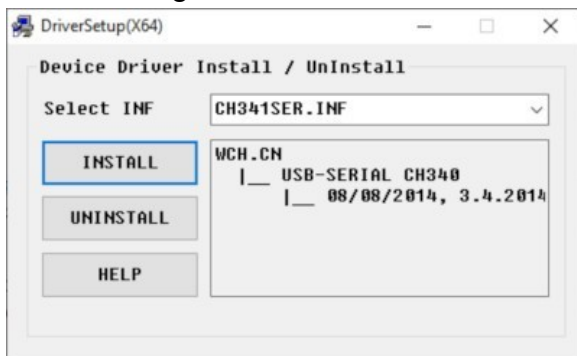 DriverSetup(X64)
Device Driver Install / UnInstall
Select INF
CH341SER.INF
INSTALL
UNINSTALL
HELP
WCH.CN
|__ USB-SERIAL CH340
|__ 08/08/2014, 3.4.2014